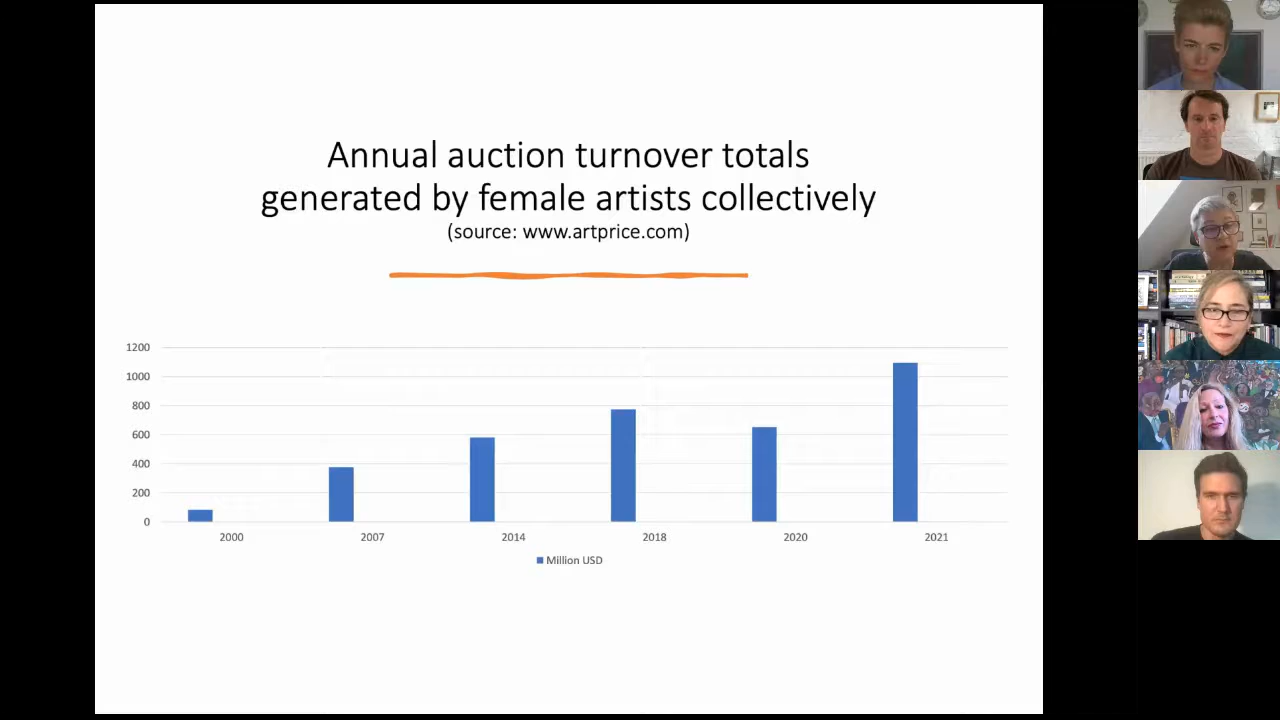 Annual auction turnover totals
generated by female artists collectively
(source: www.artprice.com)
1200
1000
800
600
400
200
0
2000 2007 2014 2018 2020 2021
Million USD